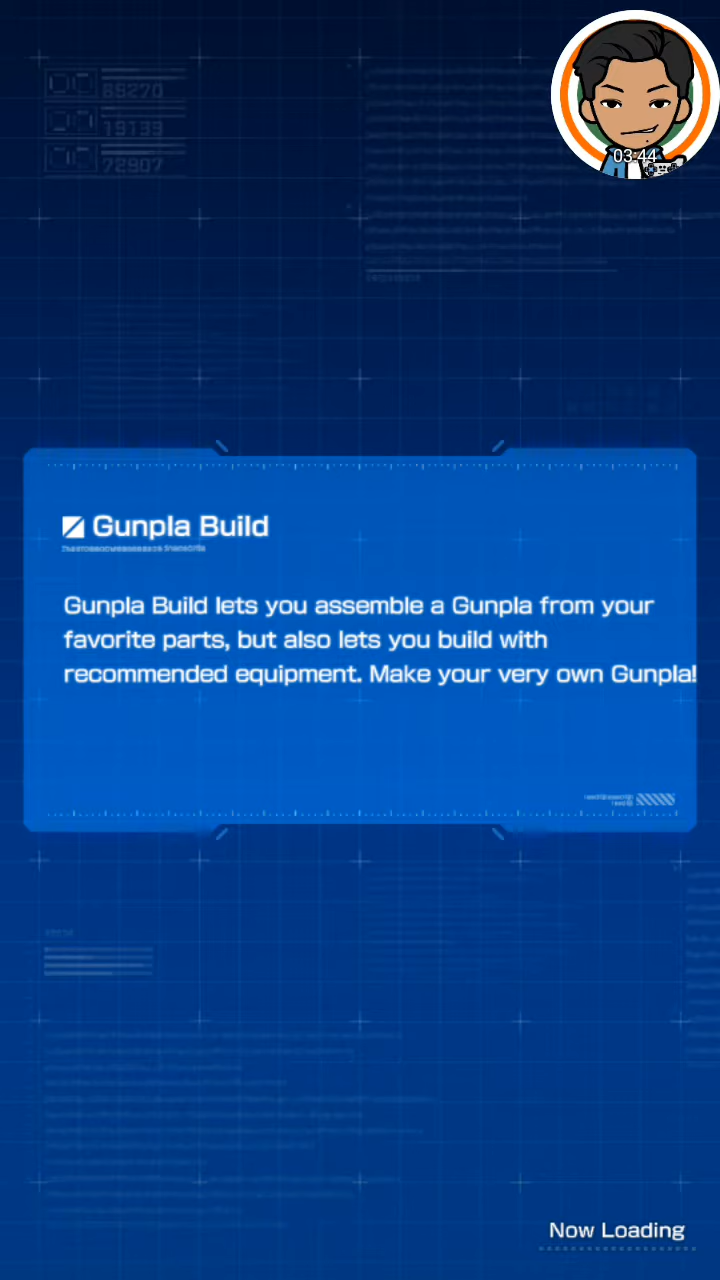 69270
03:44
19139
72907
Gunpla Build
Gunpla Build lets you assemble a Gunpla from your
favorite parts, but also lets you build with
recommended equipment. Make your very own Gunpla!
Now Loading